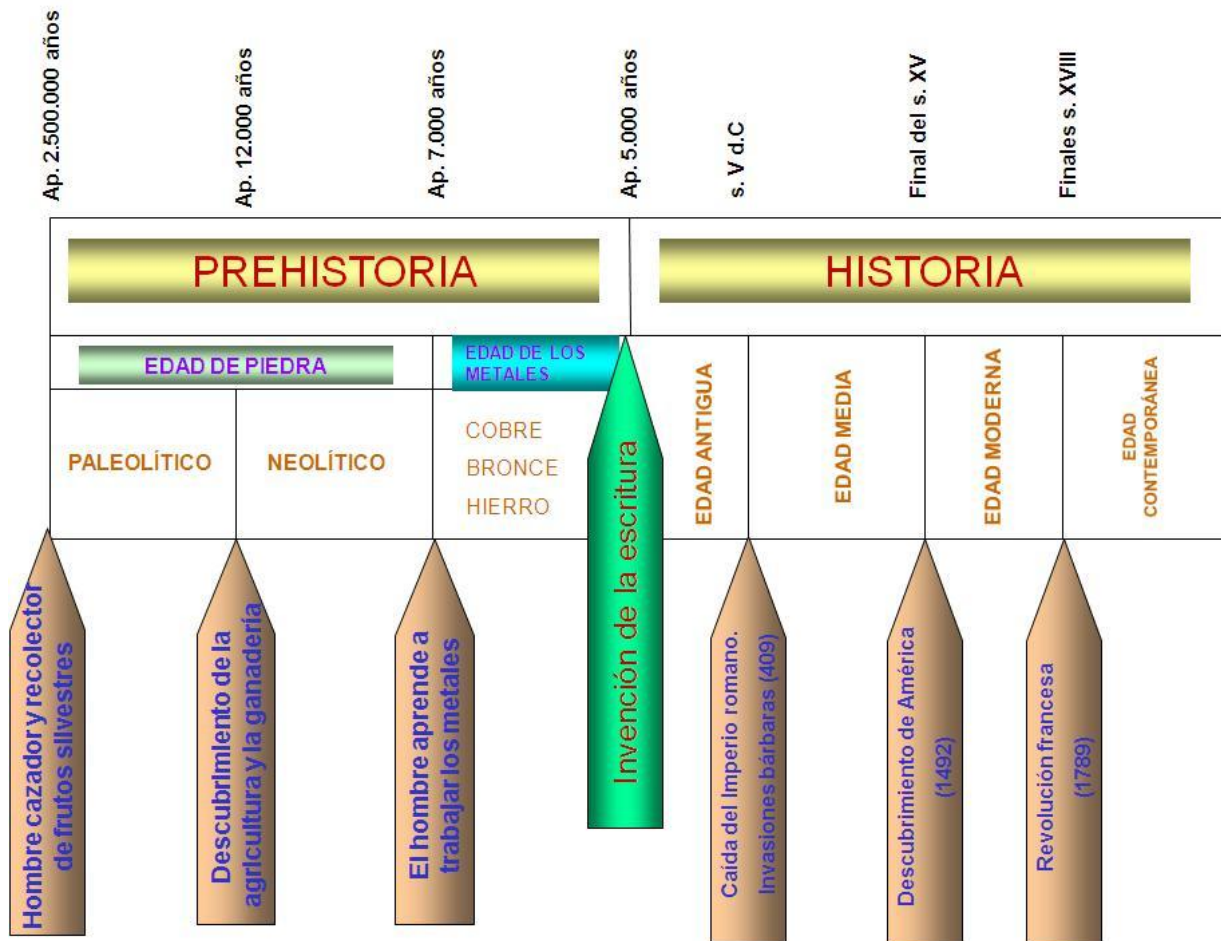 Ap. 2.500.000 años
Ap. 12.000 años
Ap. 7.000 años
Ap. 5.000 años
s. V d.C
Final del s. XV
Finales s. XVIII
PREHISTORIA
HISTORIA
EDAD DE PIEDRA
EDAD DE LOS
METALES
PALEOLÍTICO
NEOLÍTICO
COBRE
BRONCE
HIERRO
EDAD ANTIGUA
EDAD MEDIA
EDAD MODERNA
EDAD
CONTEMPORÁNEA
Hombre cazador y recolector
de frutos silvestres
Descubrimiento de la
agricultura y la ganadería
El hombre aprende a
trabajar los metales
Invención de la escritura
Caída del Imperio romano.
Invasiones bárbaras (409)
Descubrimiento de América
(1492)
Revolución francesa
(1789)